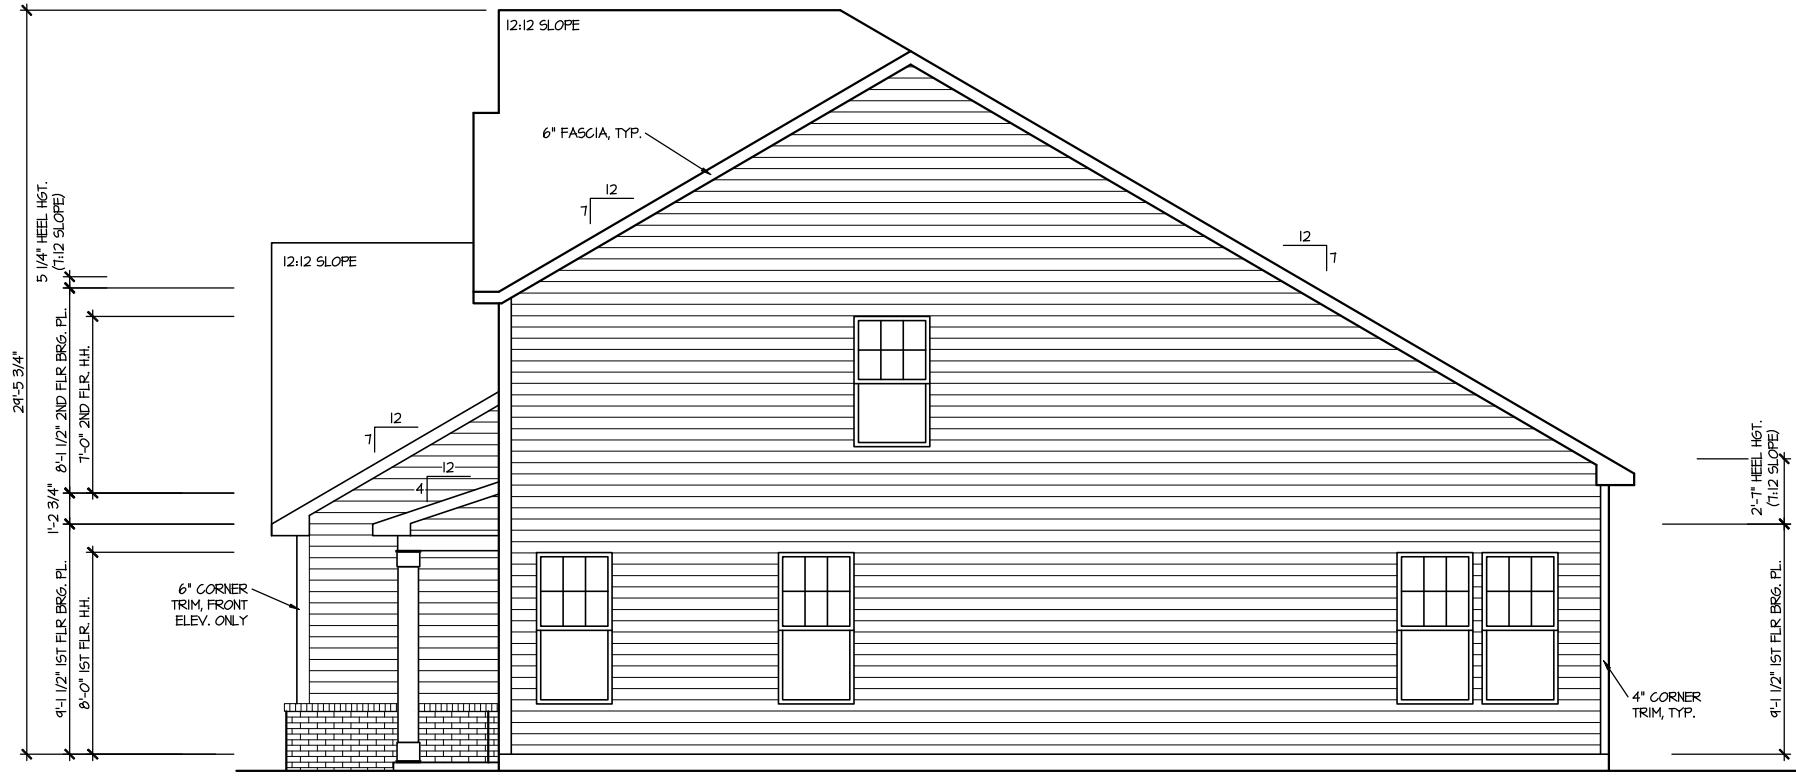 12:12 SLOPE
6" FASCIA, TYP.
12
7
12
7
12:12 SLOPE
12
7
12
4
29'-5 3/4"
5 1/4" HEEL HGT.
(7:12 SLOPE)
8'-1 1/2" 2ND FLR BRG. PL.
7'-0" 2ND FLR. H.H.
1'-2 3/4"
9'-1 1/2" 1ST FLR BRG. PL.
8'-0" 1ST FLR. H.H.
6" CORNER
TRIM, FRONT
ELEV. ONLY
2'-7" HEEL HGT.
(7:12 SLOPE)
9'-1 1/2" 1ST FLR BRG. PL.
4" CORNER
TRIM, TYP.